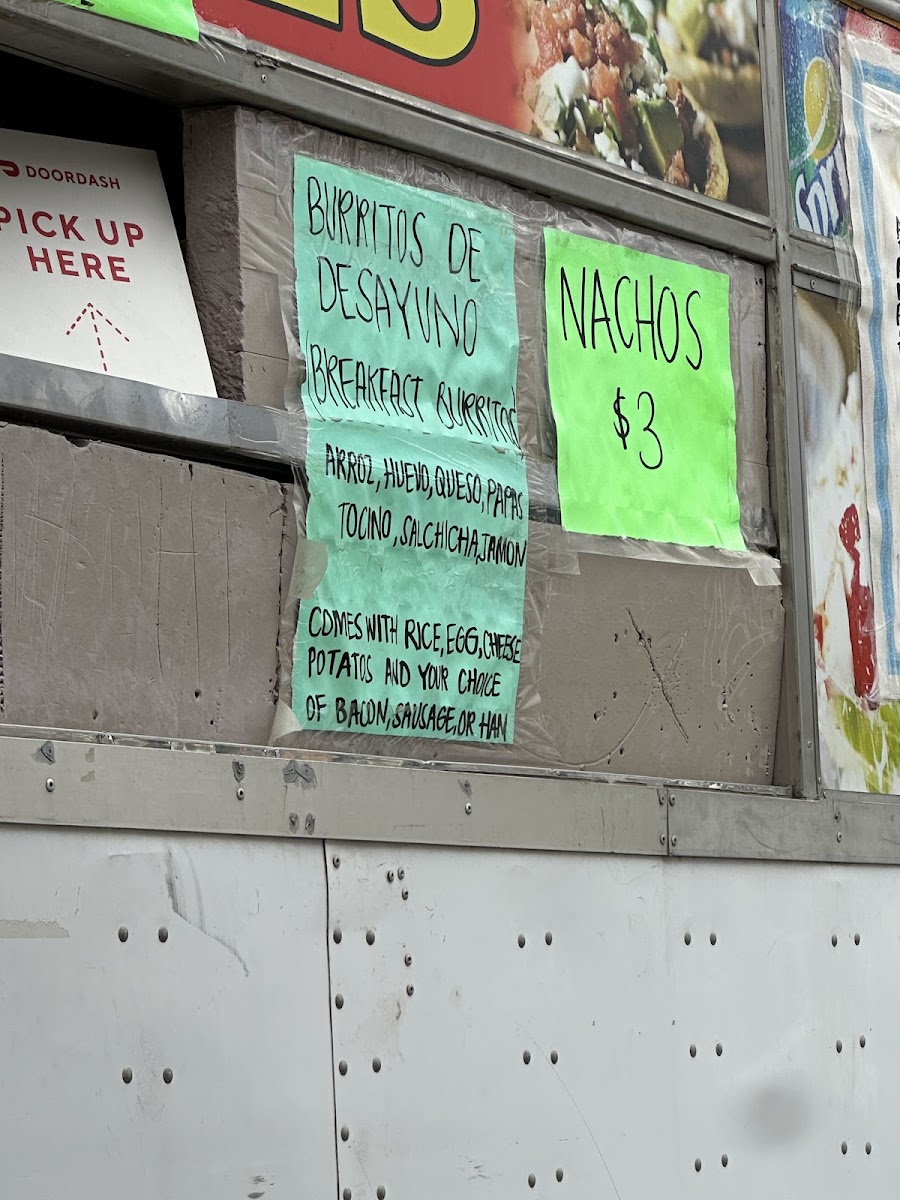 DOORDASH
PICK UP
HERE
BURRITOS DE
DESAYUNO
(BREAKFAST BURRITOS
ARROZ, HUEVO, QUESO, PAPAS
TOCINO, SALCHICHA, JAMON
COMES WITH RICE, EGG, CHEESE
POTATOS AND YOUR CHOICE
OF BACON, SAUSAGE, OR HAM
NACHOS
$3